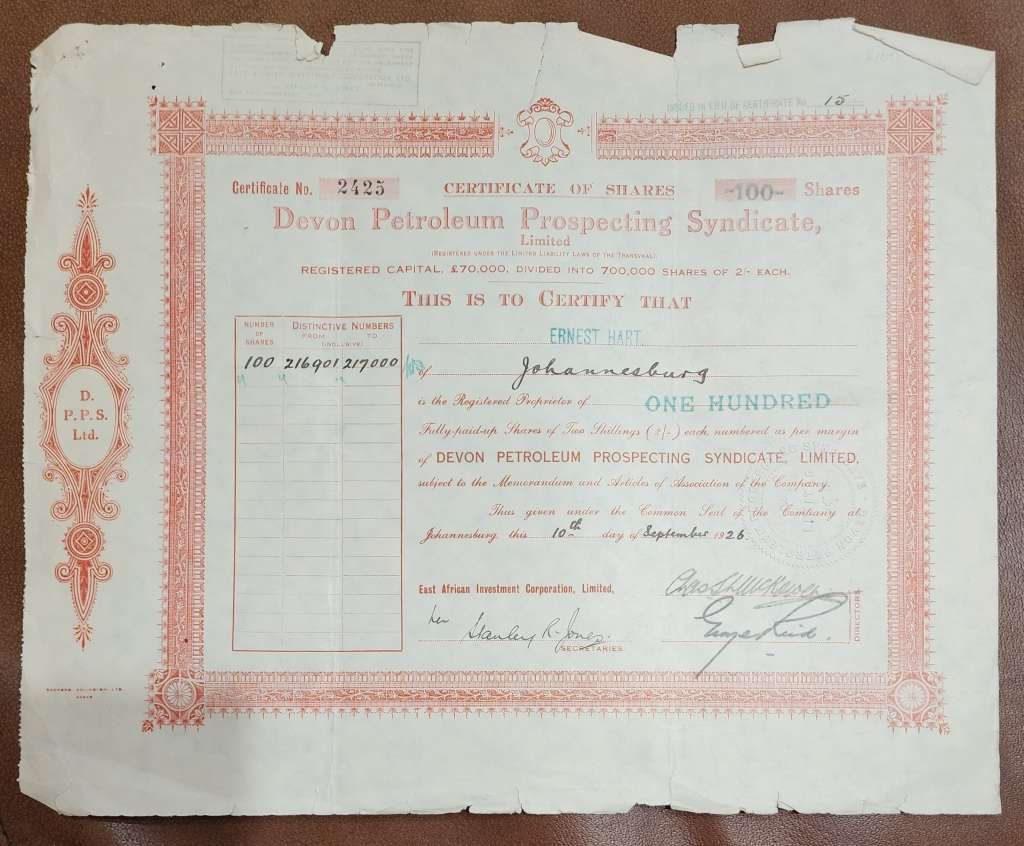 ISSUED IN LIEU OF CERTIFICATE No. 15
Certificate No. 2425
CERTIFICATE OF SHARES
-100- Shares
Devon Petroleum Prospecting Syndicate,
Limited
(REGISTERED UNDER THE LIMITED LIABILITY LAWS OF THE TRANSVAAL).
REGISTERED CAPITAL, £70,000, DIVIDED INTO 700,000 SHARES OF 2/- EACH.
THIS IS TO CERTIFY THAT
NUMBER OF SHARES
DISTINCTIVE NUMBERS
FROM TO
(INCLUSIVE)
100 216901 217000
ERNEST HART.
of Johannesburg
is the Registered Proprietor of ONE HUNDRED
Fully-paid-up Shares of Two Shillings (2/-) each, numbered as per margin
of DEVON PETROLEUM PROSPECTING SYNDICATE, LIMITED,
subject to the Memorandum and Articles of Association of the Company.
Thus given under the Common Seal of the Company at
Johannesburg, this 10th day of September 1926.
East African Investment Corporation, Limited,
per Stanley R. Jones.
SECRETARIES
DIRECTORS
D.
P. P. S.
Ltd.